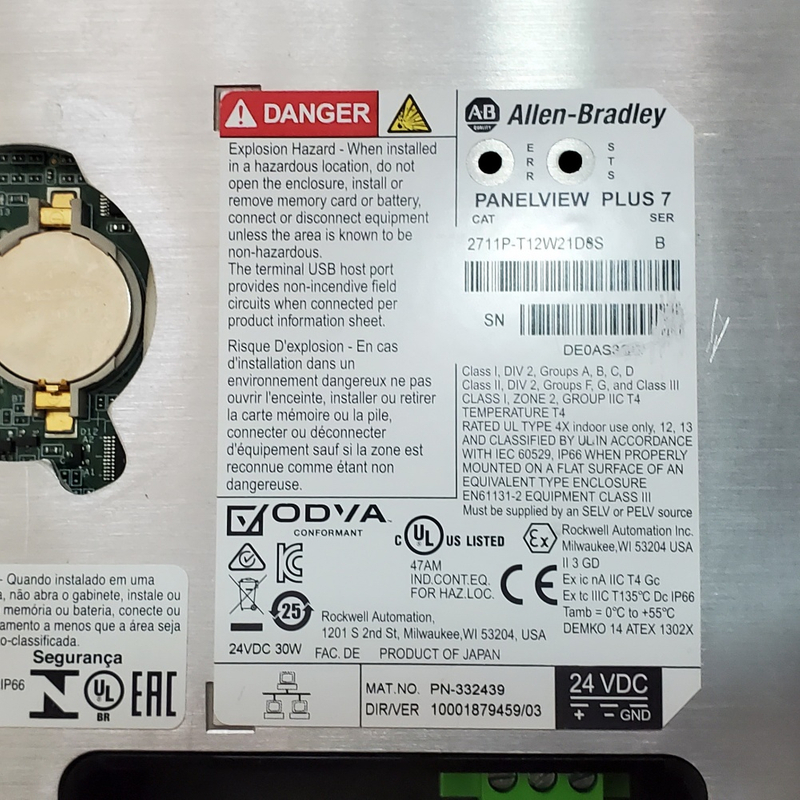 DANGER
Explosion Hazard - When installed
in a hazardous location, do not
open the enclosure, install or
remove memory card or battery,
connect or disconnect equipment
unless the area is known to be
non-hazardous.
The terminal USB host port
provides non-incendive field
circuits when connected per
product information sheet.
Risque D'explosion - En cas
d'installation dans un
environnement dangereux ne pas
ouvrir l'enceinte, installer ou retirer
la carte mémoire ou la pile,
connecter ou déconnecter
d'équipement sauf si la zone est
reconnue comme étant non
dangereuse.
AB
QUALITY
Allen-Bradley
ERR
STS
PANELVIEW PLUS 7
CAT SER
2711P-T12W21D8S B
SN
DE0AS
Class I, DIV 2, Groups A, B, C, D
Class II, DIV 2, Groups F, G, and Class III
CLASS I, ZONE 2, GROUP IIC T4
TEMPERATURE T4
RATED UL TYPE 4X indoor use only, 12, 13
AND CLASSIFIED BY UL IN ACCORDANCE
WITH IEC 60529, IP66 WHEN PROPERLY
MOUNTED ON A FLAT SURFACE OF AN
EQUIVALENT TYPE ENCLOSURE
EN61131-2 EQUIPMENT CLASS III
Must be supplied by an SELV or PELV source
ODVA
CONFORMANT
C UL US LISTED
47AM
IND.CONT.EQ.
FOR HAZ.LOC.
CE
Ex
Rockwell Automation Inc.
Milwaukee,WI 53204 USA
II 3 GD
Ex ic nA IIC T4 Gc
Ex tc IIIC T135°C Dc IP66
Tamb = 0°C to +55°C
DEMKO 14 ATEX 1302X
25
Rockwell Automation,
1201 S 2nd St, Milwaukee,WI 53204, USA
24VDC 30W FAC. DE PRODUCT OF JAPAN
MAT.NO. PN-332439
DIR/VER 10001879459/03
24 VDC
+ − GND
- Quando instalado em uma
, não abra o gabinete, instale ou
memória ou bateria, conecte ou
amento a menos que a área seja
o-classificada.
Segurança
IP66
UL
BR
EAC